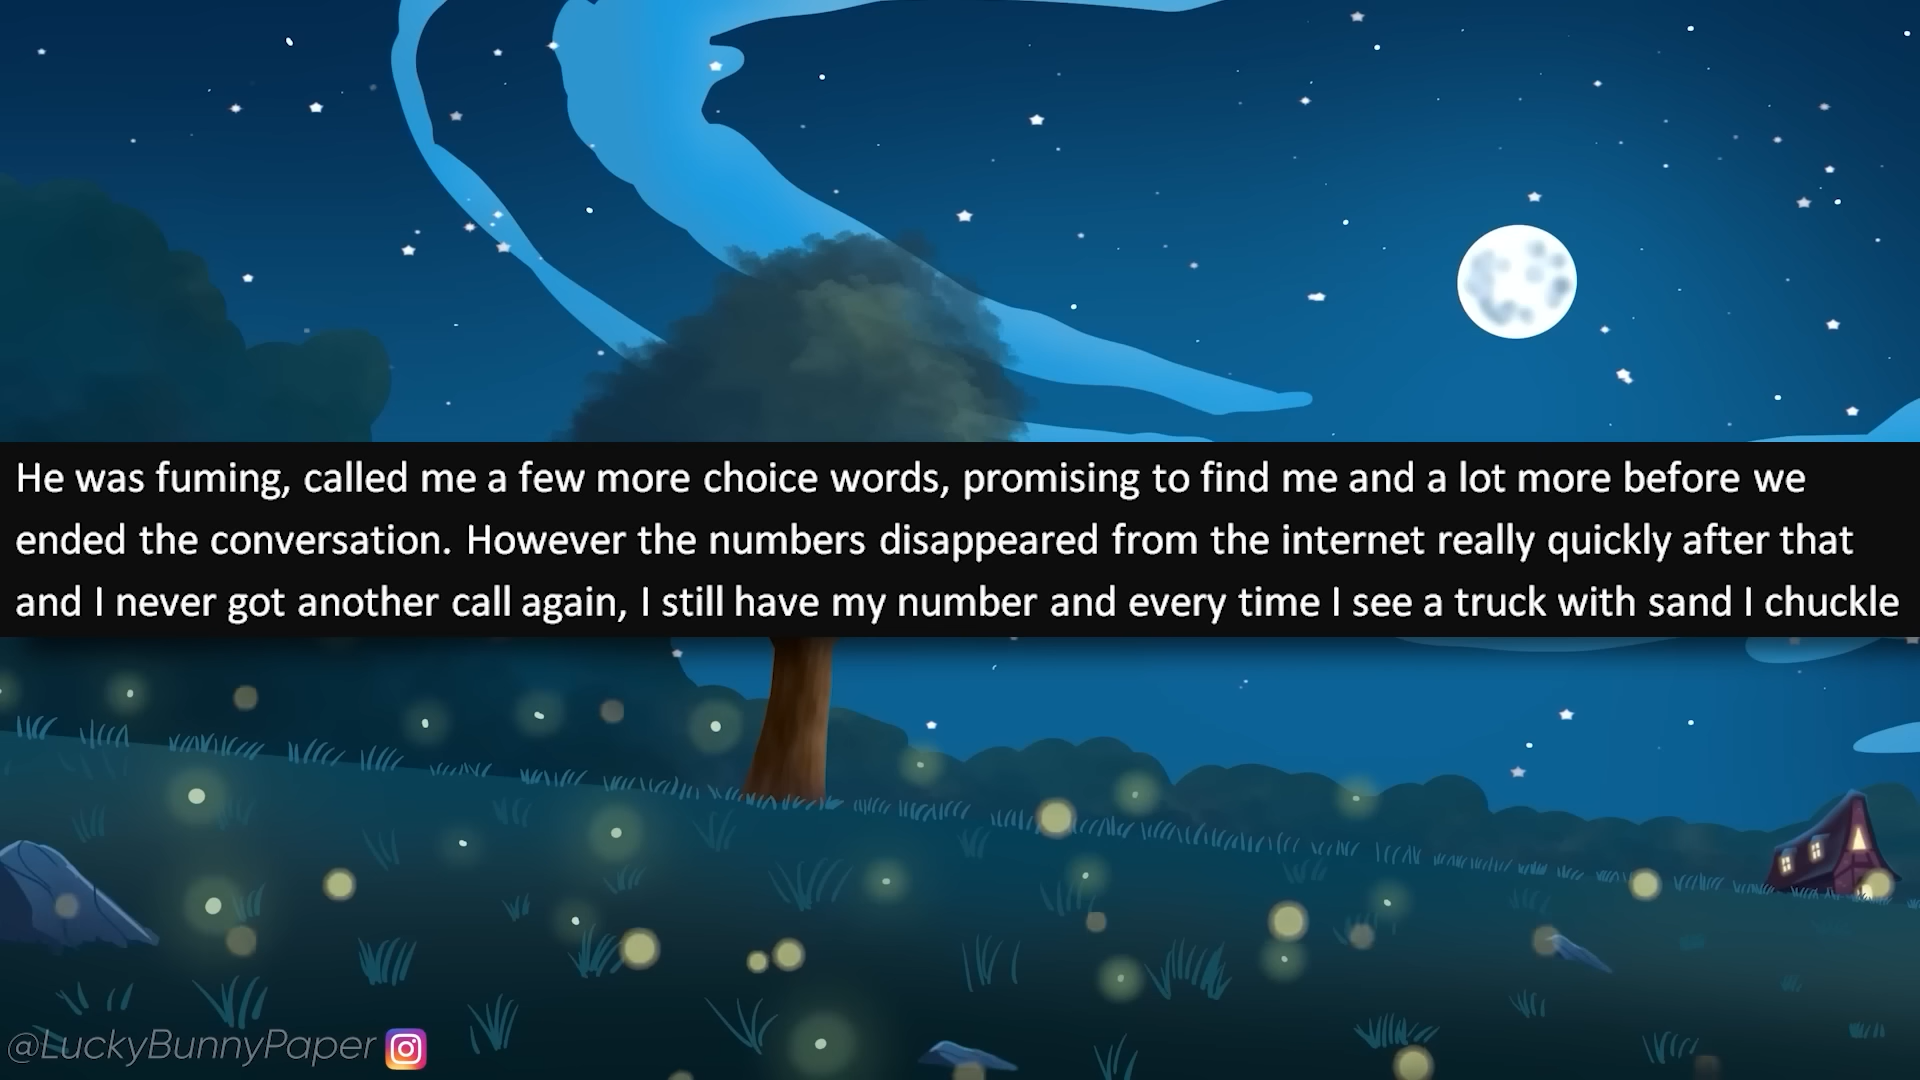 He was fuming, called me a few more choice words, promising to find me and a lot more before we
ended the conversation. However the numbers disappeared from the internet really quickly after that
and I never got another call again, I still have my number and every time I see a truck with sand I chuckle
@LuckyBunnyPaper